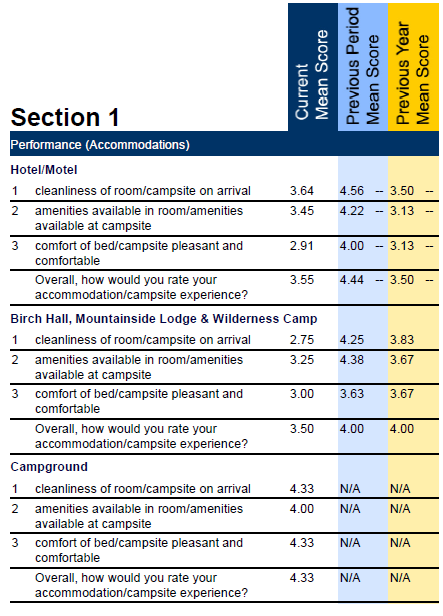 Section 1
Current Mean Score
Previous Period Mean Score
Previous Year Mean Score
Performance (Accommodations)
Hotel/Motel
1 cleanliness of room/campsite on arrival 3.64 4.56 -- 3.50 --
2 amenities available in room/amenities available at campsite 3.45 4.22 -- 3.13 --
3 comfort of bed/campsite pleasant and comfortable 2.91 4.00 -- 3.13 --
Overall, how would you rate your accommodation/campsite experience? 3.55 4.44 -- 3.50 --
Birch Hall, Mountainside Lodge & Wilderness Camp
1 cleanliness of room/campsite on arrival 2.75 4.25 3.83
2 amenities available in room/amenities available at campsite 3.25 4.38 3.67
3 comfort of bed/campsite pleasant and comfortable 3.00 3.63 3.67
Overall, how would you rate your accommodation/campsite experience? 3.50 4.00 4.00
Campground
1 cleanliness of room/campsite on arrival 4.33 N/A N/A
2 amenities available in room/amenities available at campsite 4.00 N/A N/A
3 comfort of bed/campsite pleasant and comfortable 4.33 N/A N/A
Overall, how would you rate your accommodation/campsite experience? 4.33 N/A N/A